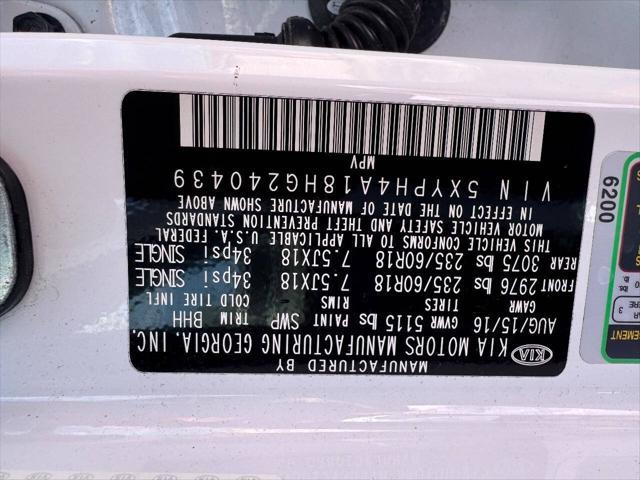 MANUFACTURED BY
KIA
KIA MOTORS MANUFACTURING GEORGIA, INC.
AUG/15/16 GVWR 5115 lbs PAINT SWP TRIM BHH
GAWR TIRES RIMS COLD TIRE INFL
FRONT 2976 lbs 235/60R18 7.5JX18 34psi SINGLE
REAR 3075 lbs 235/60R18 7.5JX18 34psi SINGLE
THIS VEHICLE CONFORMS TO ALL APPLICABLE U.S.A. FEDERAL
MOTOR VEHICLE SAFETY AND THEFT PREVENTION STANDARDS
IN EFFECT ON THE DATE OF MANUFACTURE SHOWN ABOVE
VIN 5XYPH4A18HG240439
MPV
6200